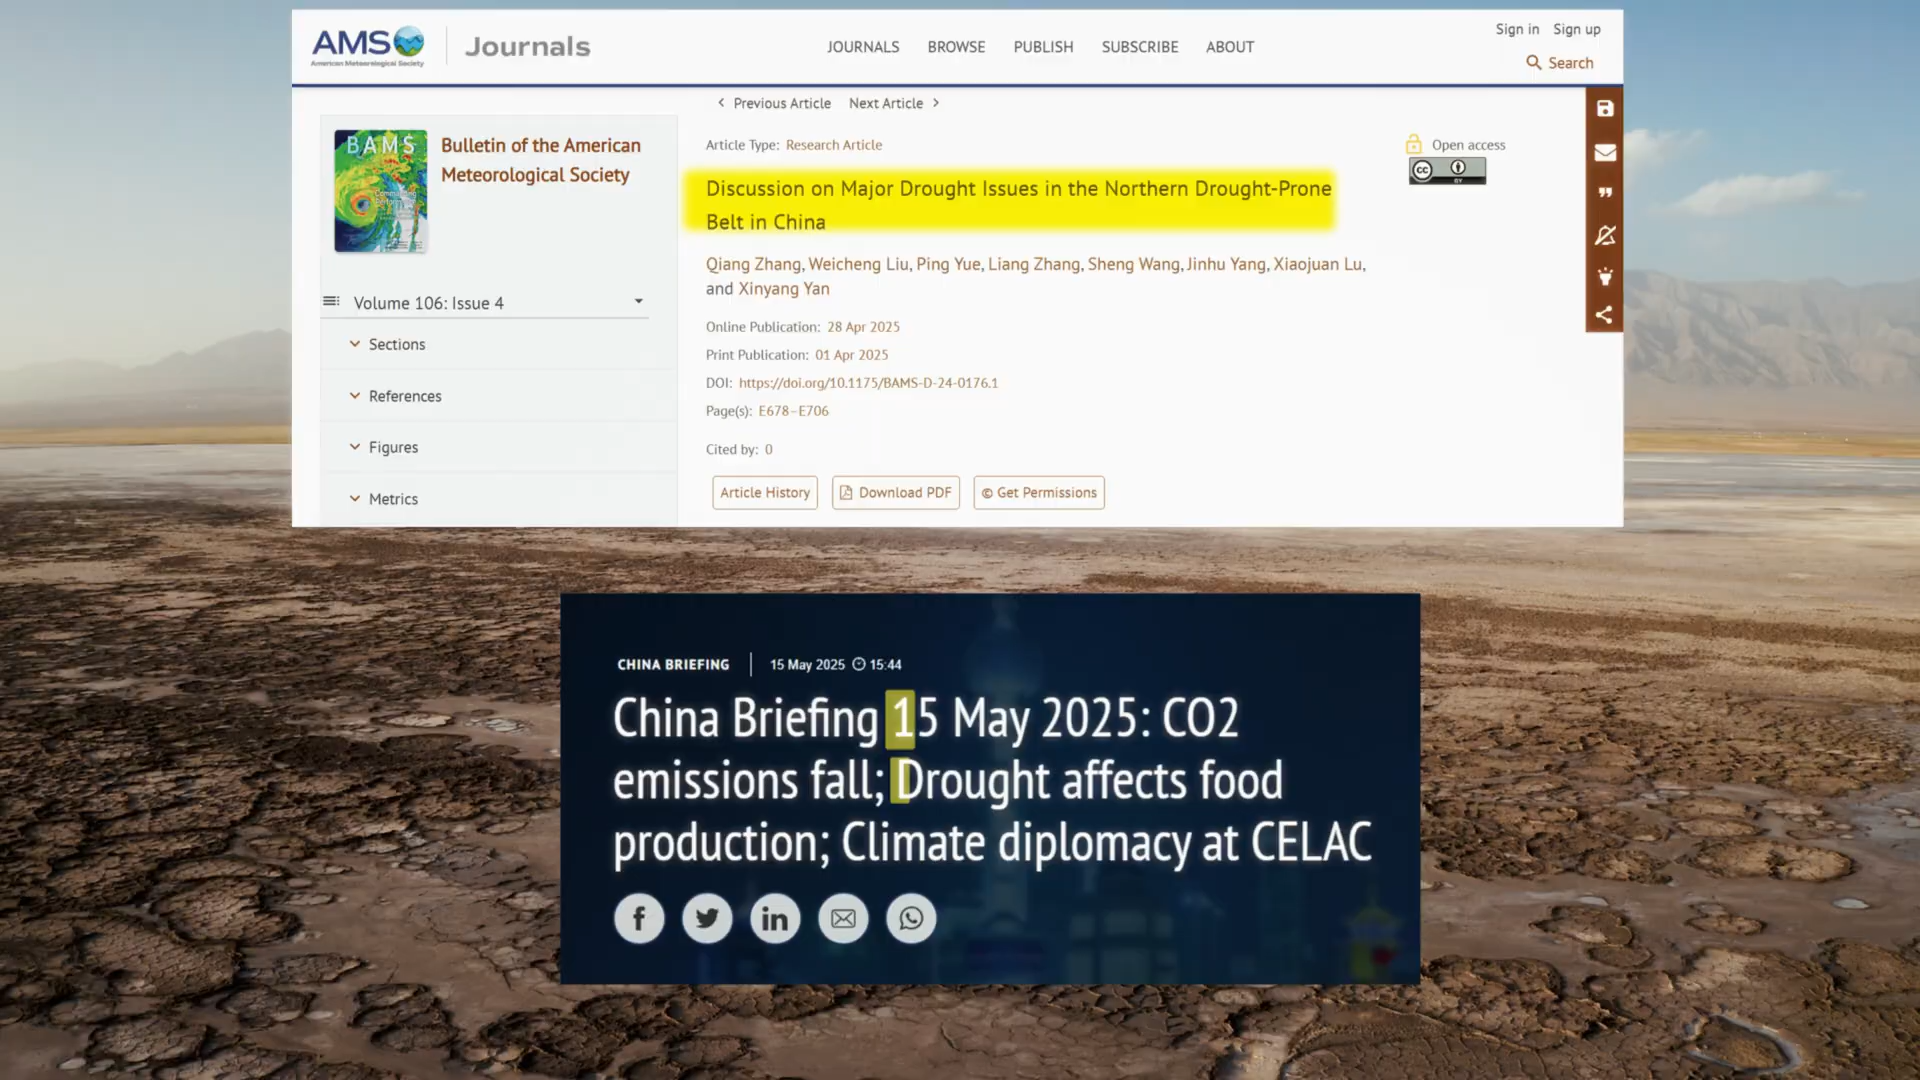 AMS
American Meteorological Society
Journals
JOURNALS BROWSE PUBLISH SUBSCRIBE ABOUT
Sign in Sign up
Search
Previous Article Next Article
BAMS
Bulletin of the American
Meteorological Society
Volume 106: Issue 4
Sections
References
Figures
Metrics
Article Type: Research Article
Open access
CC BY
Discussion on Major Drought Issues in the Northern Drought-Prone
Belt in China
Qiang Zhang, Weicheng Liu, Ping Yue, Liang Zhang, Sheng Wang, Jinhu Yang, Xiaojuan Lu,
and Xinyang Yan
Online Publication: 28 Apr 2025
Print Publication: 01 Apr 2025
DOI: https://doi.org/10.1175/BAMS-D-24-0176.1
Page(s): E678–E706
Cited by: 0
Article History Download PDF © Get Permissions
CHINA BRIEFING | 15 May 2025 15:44
China Briefing 15 May 2025: CO2
emissions fall; Drought affects food
production; Climate diplomacy at CELAC